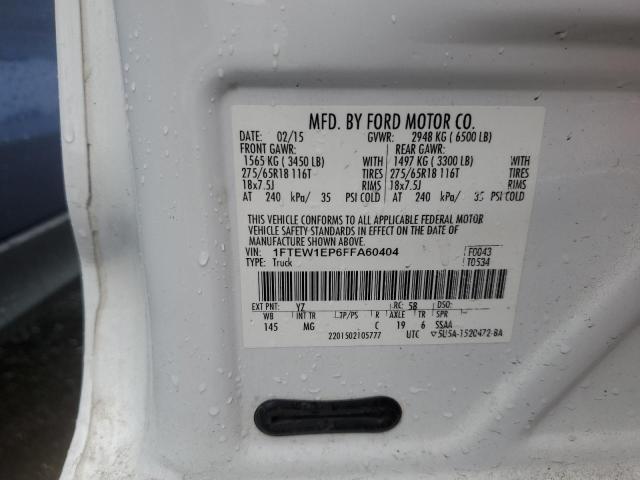 MFD. BY FORD MOTOR CO.
DATE: 02/15 GVWR: 2948 KG ( 6500 LB)
FRONT GAWR: REAR GAWR:
1565 KG ( 3450 LB) WITH 1497 KG ( 3300 LB) WITH
275/65R18 116T TIRES 275/65R18 116T TIRES
18x7.5J RIMS 18x7.5J RIMS
AT 240 kPa/ 35 PSI COLD AT 240 kPa/ 35 PSI COLD
THIS VEHICLE CONFORMS TO ALL APPLICABLE FEDERAL MOTOR
VEHICLE SAFETY STANDARDS IN EFFECT ON THE DATE OF
MANUFACTURE SHOWN ABOVE.
VIN: 1FTEW1EP6FFA60404 F0043
TYPE: Truck T0534
EXT PNT: YZ RC: 58 DSO:
WB INT TR TP/PS R AXLE TR SPR
145 MG C 19 6 SSAA
2201502105777 UTC ▽5U5A-1520472-BA